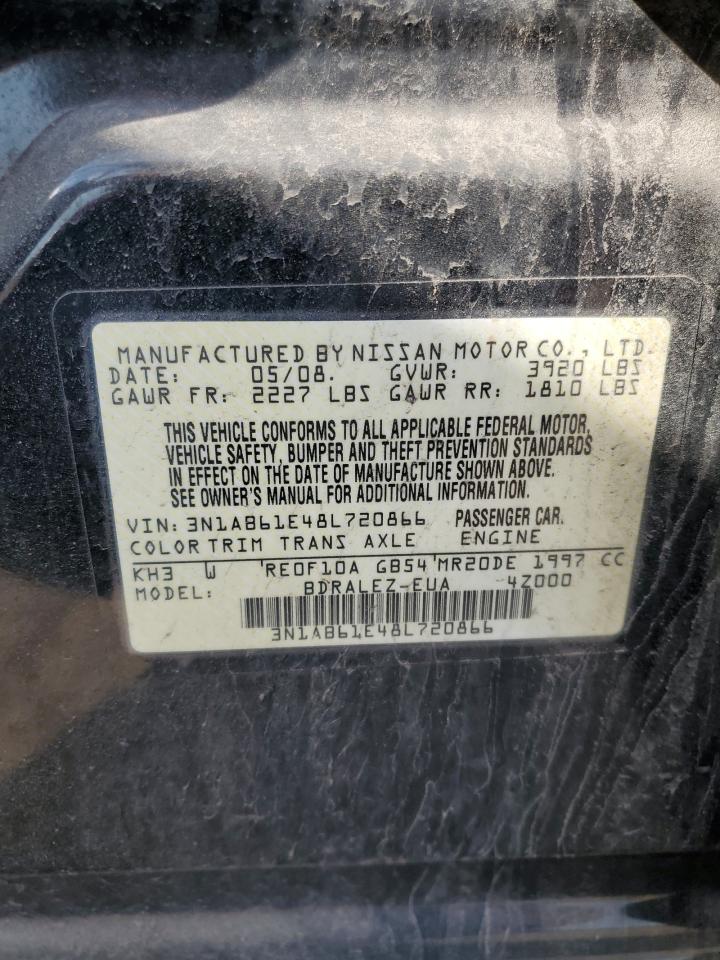 MANUFACTURED BY NISSAN MOTOR CO., LTD.
DATE: 05/08. GVWR: 3920 LBS
GAWR FR: 2227 LBS GAWR RR: 1810 LBS
THIS VEHICLE CONFORMS TO ALL APPLICABLE FEDERAL MOTOR,
VEHICLE SAFETY, BUMPER AND THEFT PREVENTION STANDARDS
IN EFFECT ON THE DATE OF MANUFACTURE SHOWN ABOVE.
SEE OWNER'S MANUAL FOR ADDITIONAL INFORMATION.
VIN: 3N1AB61E48L720866 PASSENGER CAR.
COLOR TRIM TRANS AXLE ENGINE
KH3 W 'RE0F10A GB54'MR20DE 1997 CC
MODEL: BDRALEZ-EUA 4Z000
3N1AB61E48L720866